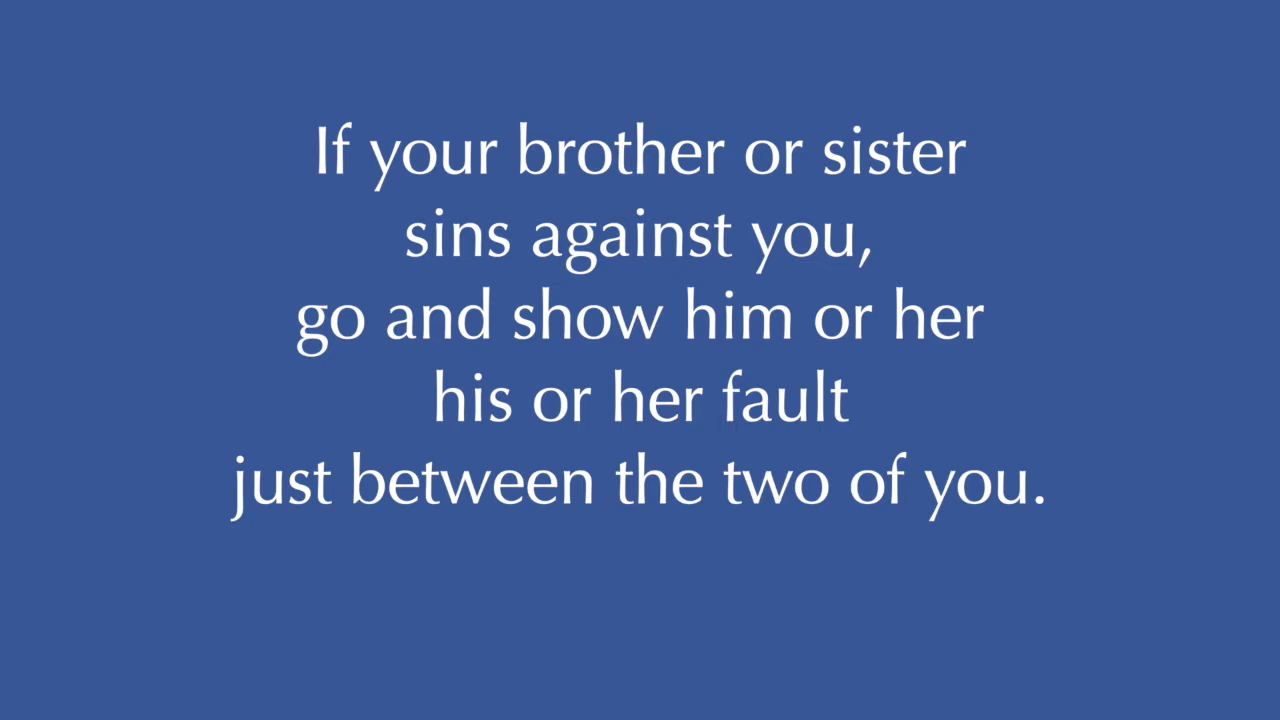 If your brother or sister
sins against you,
go and show him or her
his or her fault
just between the two of you.